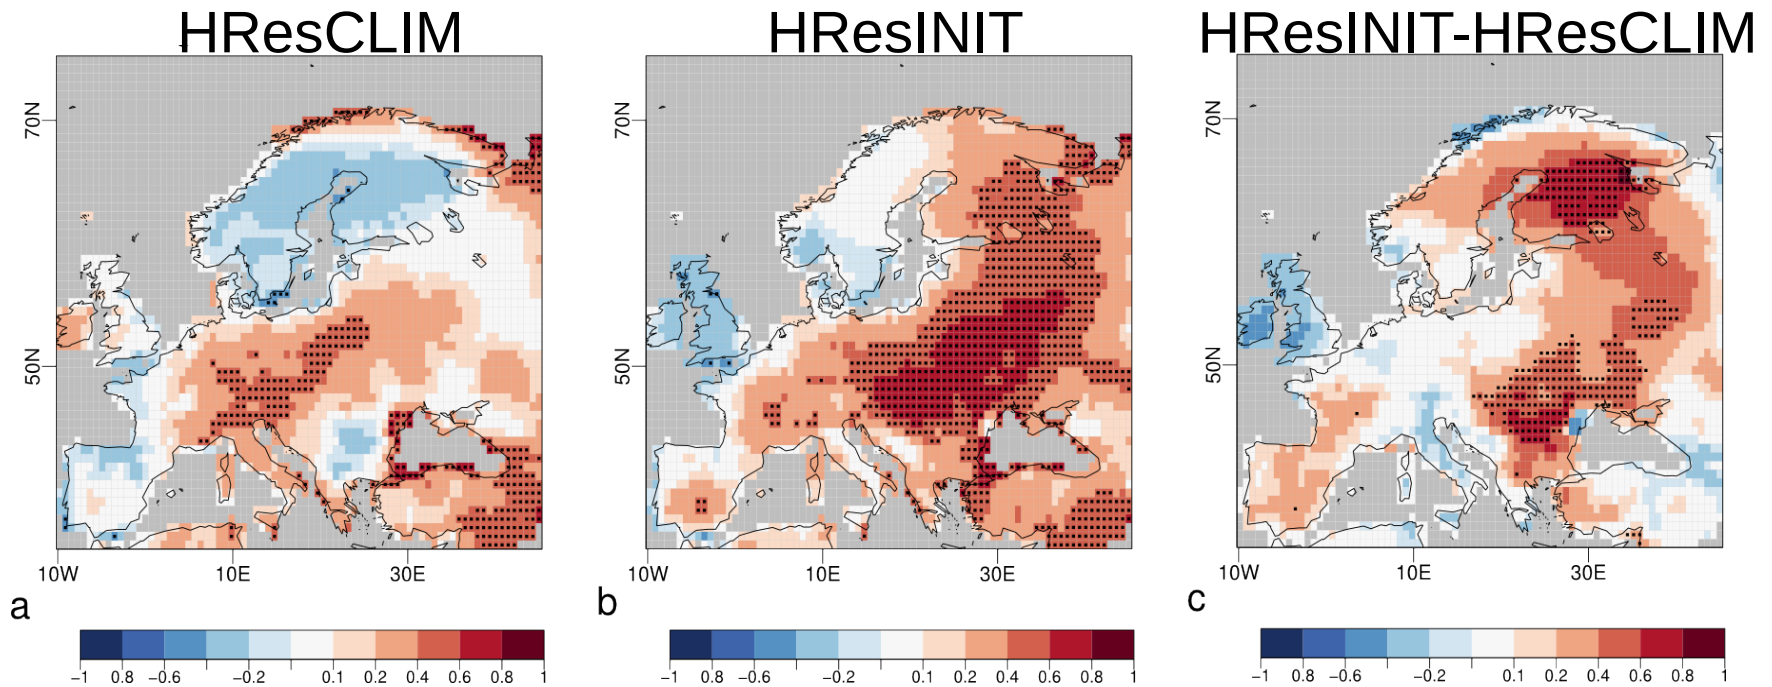 HResCLIM HResINIT HResINIT-HResCLIM
70N 70N 70N
50N 50N 50N
10W 10E 30E 10W 10E 30E 10W 10E 30E
a b c
−1 0.8 −0.6 −0.2 0.1 0.2 0.4 0.6 0.8 1 −1 0.8 −0.6 −0.2 0.1 0.2 0.4 0.6 0.8 1 −1 0.8 −0.6 −0.2 0.1 0.2 0.4 0.6 0.8 1